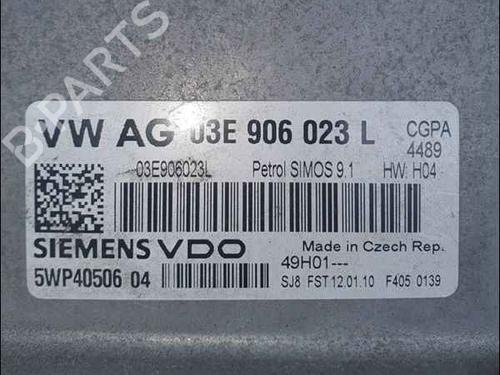 B-PARTS
VW AG 03E 906 023 L CGPA
4489
03E906023L Petrol SIMOS 9.1 HW: H04
SIEMENS VDO Made in Czech Rep.
49H01---
5WP40506 04 SJ8 FST 12.01.10 F405 0139